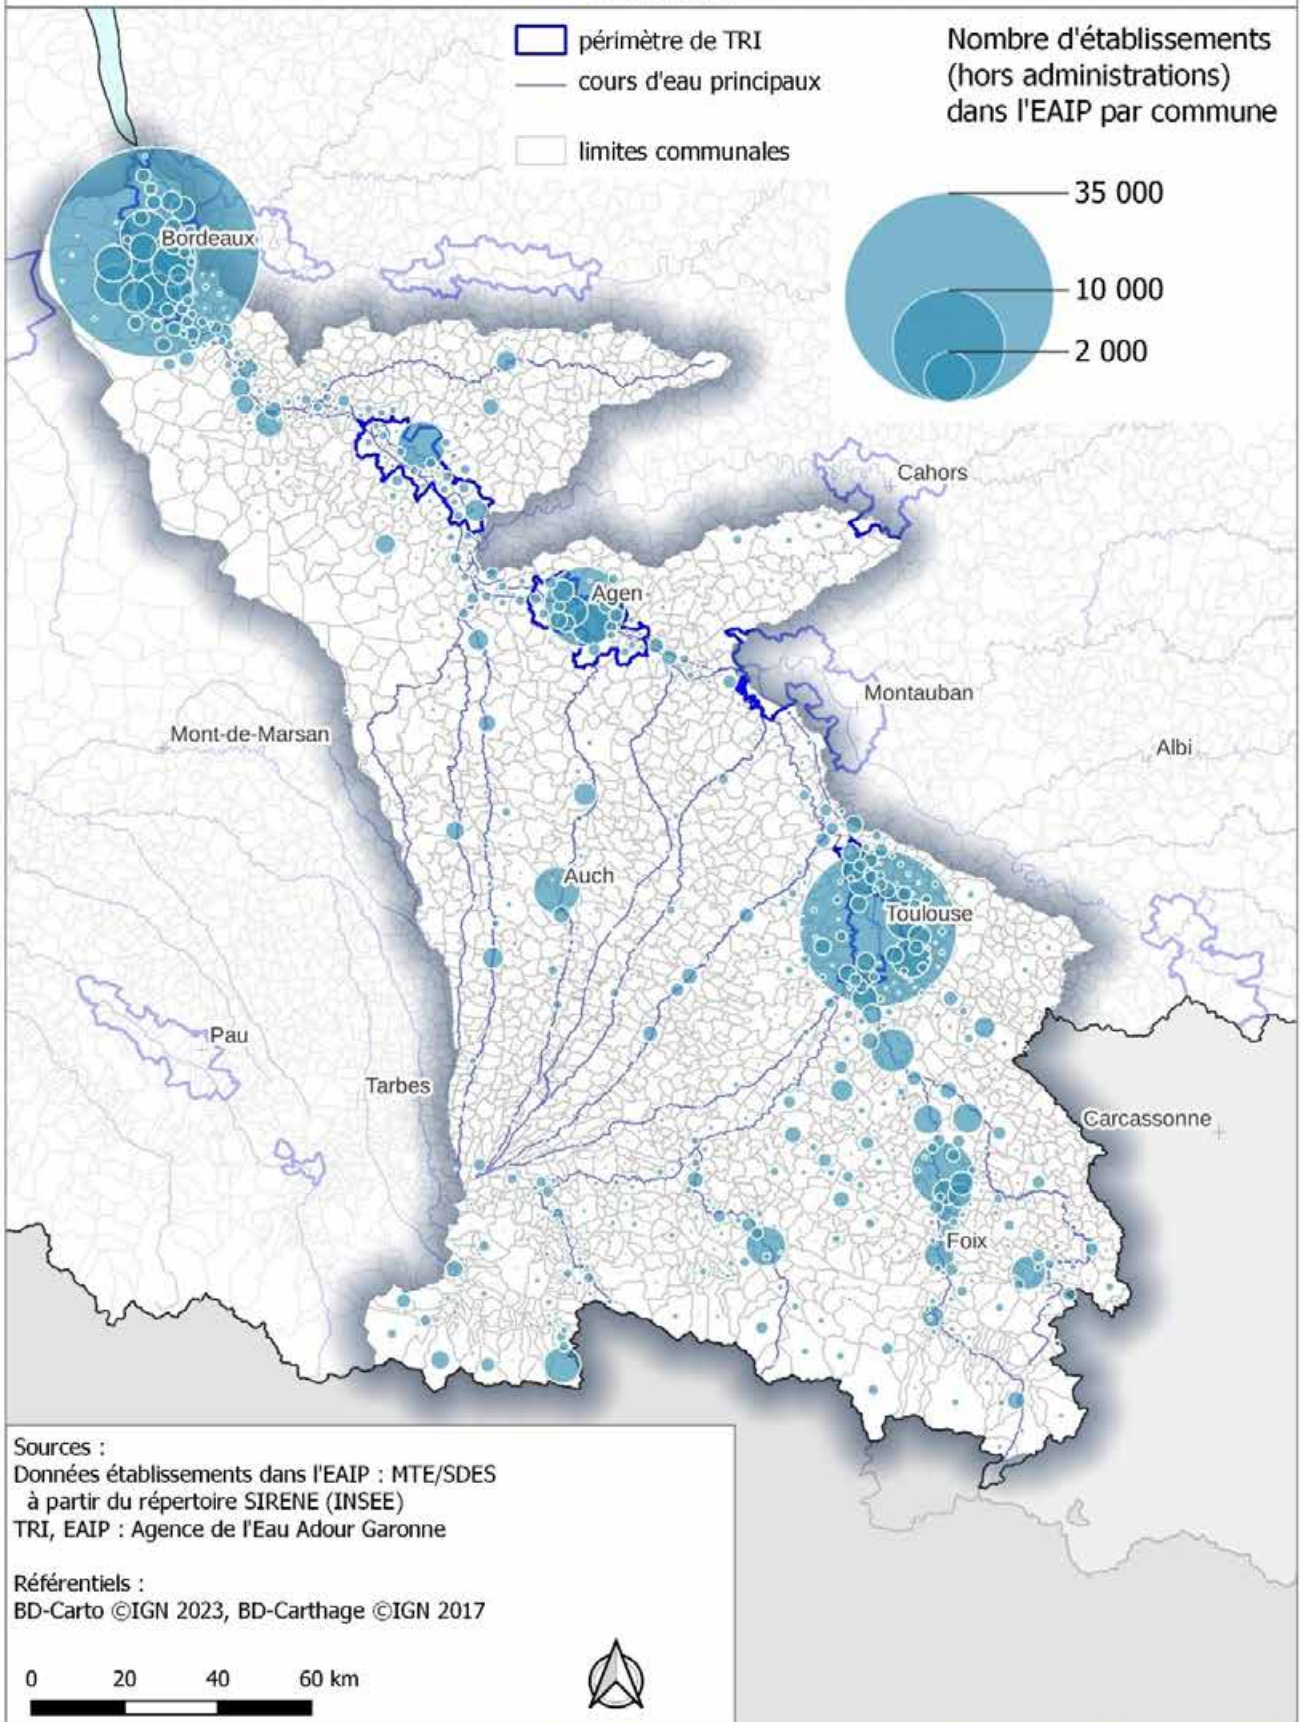 périmètre de TRI
cours d'eau principaux
limites communales
Nombre d'établissements
(hors administrations)
dans l'EAIP par commune
35 000
10 000
2 000
Bordeaux
Cahors
Agen
Montauban
Mont-de-Marsan
Albi
Auch
Toulouse
Pau
Tarbes
Carcassonne
Foix
Sources :
Données établissements dans l'EAIP : MTE/SDES
à partir du répertoire SIRENE (INSEE)
TRI, EAIP : Agence de l'Eau Adour Garonne
Référentiels :
BD-Carto ©IGN 2023, BD-Carthage ©IGN 2017
0 20 40 60 km